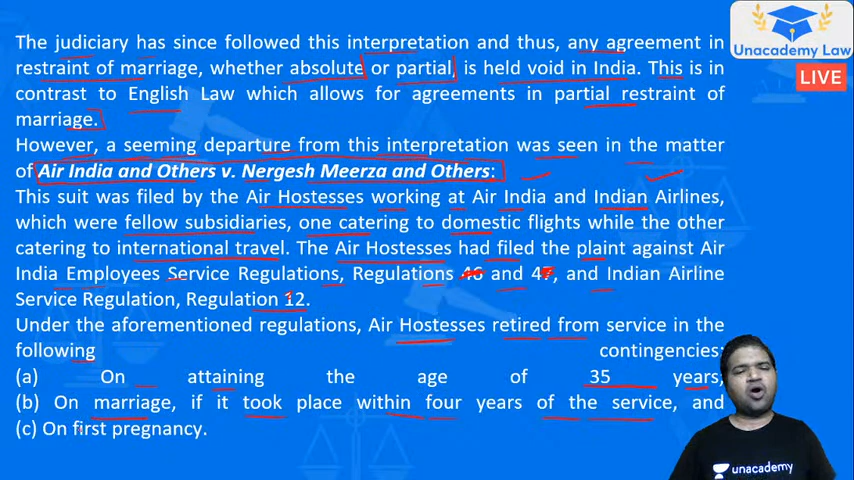 The judiciary has since followed this interpretation and thus, any agreement in
restraint of marriage, whether absolute or partial, is held void in India. This is in
contrast to English Law which allows for agreements in partial restraint of
marriage.
However, a seeming departure from this interpretation was seen in the matter
of Air India and Others v. Nergesh Meerza and Others:
This suit was filed by the Air Hostesses working at Air India and Indian Airlines,
which were fellow subsidiaries, one catering to domestic flights while the other
catering to international travel. The Air Hostesses had filed the plaint against Air
India Employees Service Regulations, Regulations 46 and 47, and Indian Airline
Service Regulation, Regulation 12.
Under the aforementioned regulations, Air Hostesses retired from service in the
following contingencies:
(a) On attaining the age of 35 years;
(b) On marriage, if it took place within four years of the service, and
(c) On first pregnancy.
Unacademy Law
LIVE
unacademy